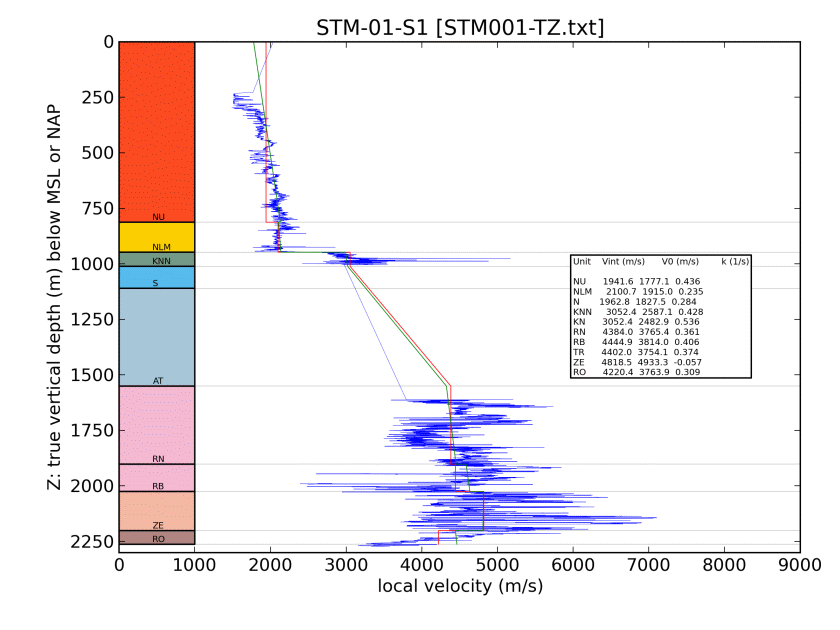 STM-01-S1 [STM001-TZ.txt]
Z: true vertical depth (m) below MSL or NAP
0
250
500
750
1000
1250
1500
1750
2000
2250
NU
NLM
KNN
S
AT
RN
RB
ZE
RO
Unit Vint (m/s) V0 (m/s) k (1/s)
NU 1941.6 1777.1 0.436
NLM 2100.7 1915.0 0.235
N 1962.8 1827.5 0.284
KNN 3052.4 2587.1 0.428
KN 3052.4 2482.9 0.536
RN 4384.0 3765.4 0.361
RB 4444.9 3814.0 0.406
TR 4402.0 3754.1 0.374
ZE 4818.5 4933.3 -0.057
RO 4220.4 3763.9 0.309
0 1000 2000 3000 4000 5000 6000 7000 8000 9000
local velocity (m/s)